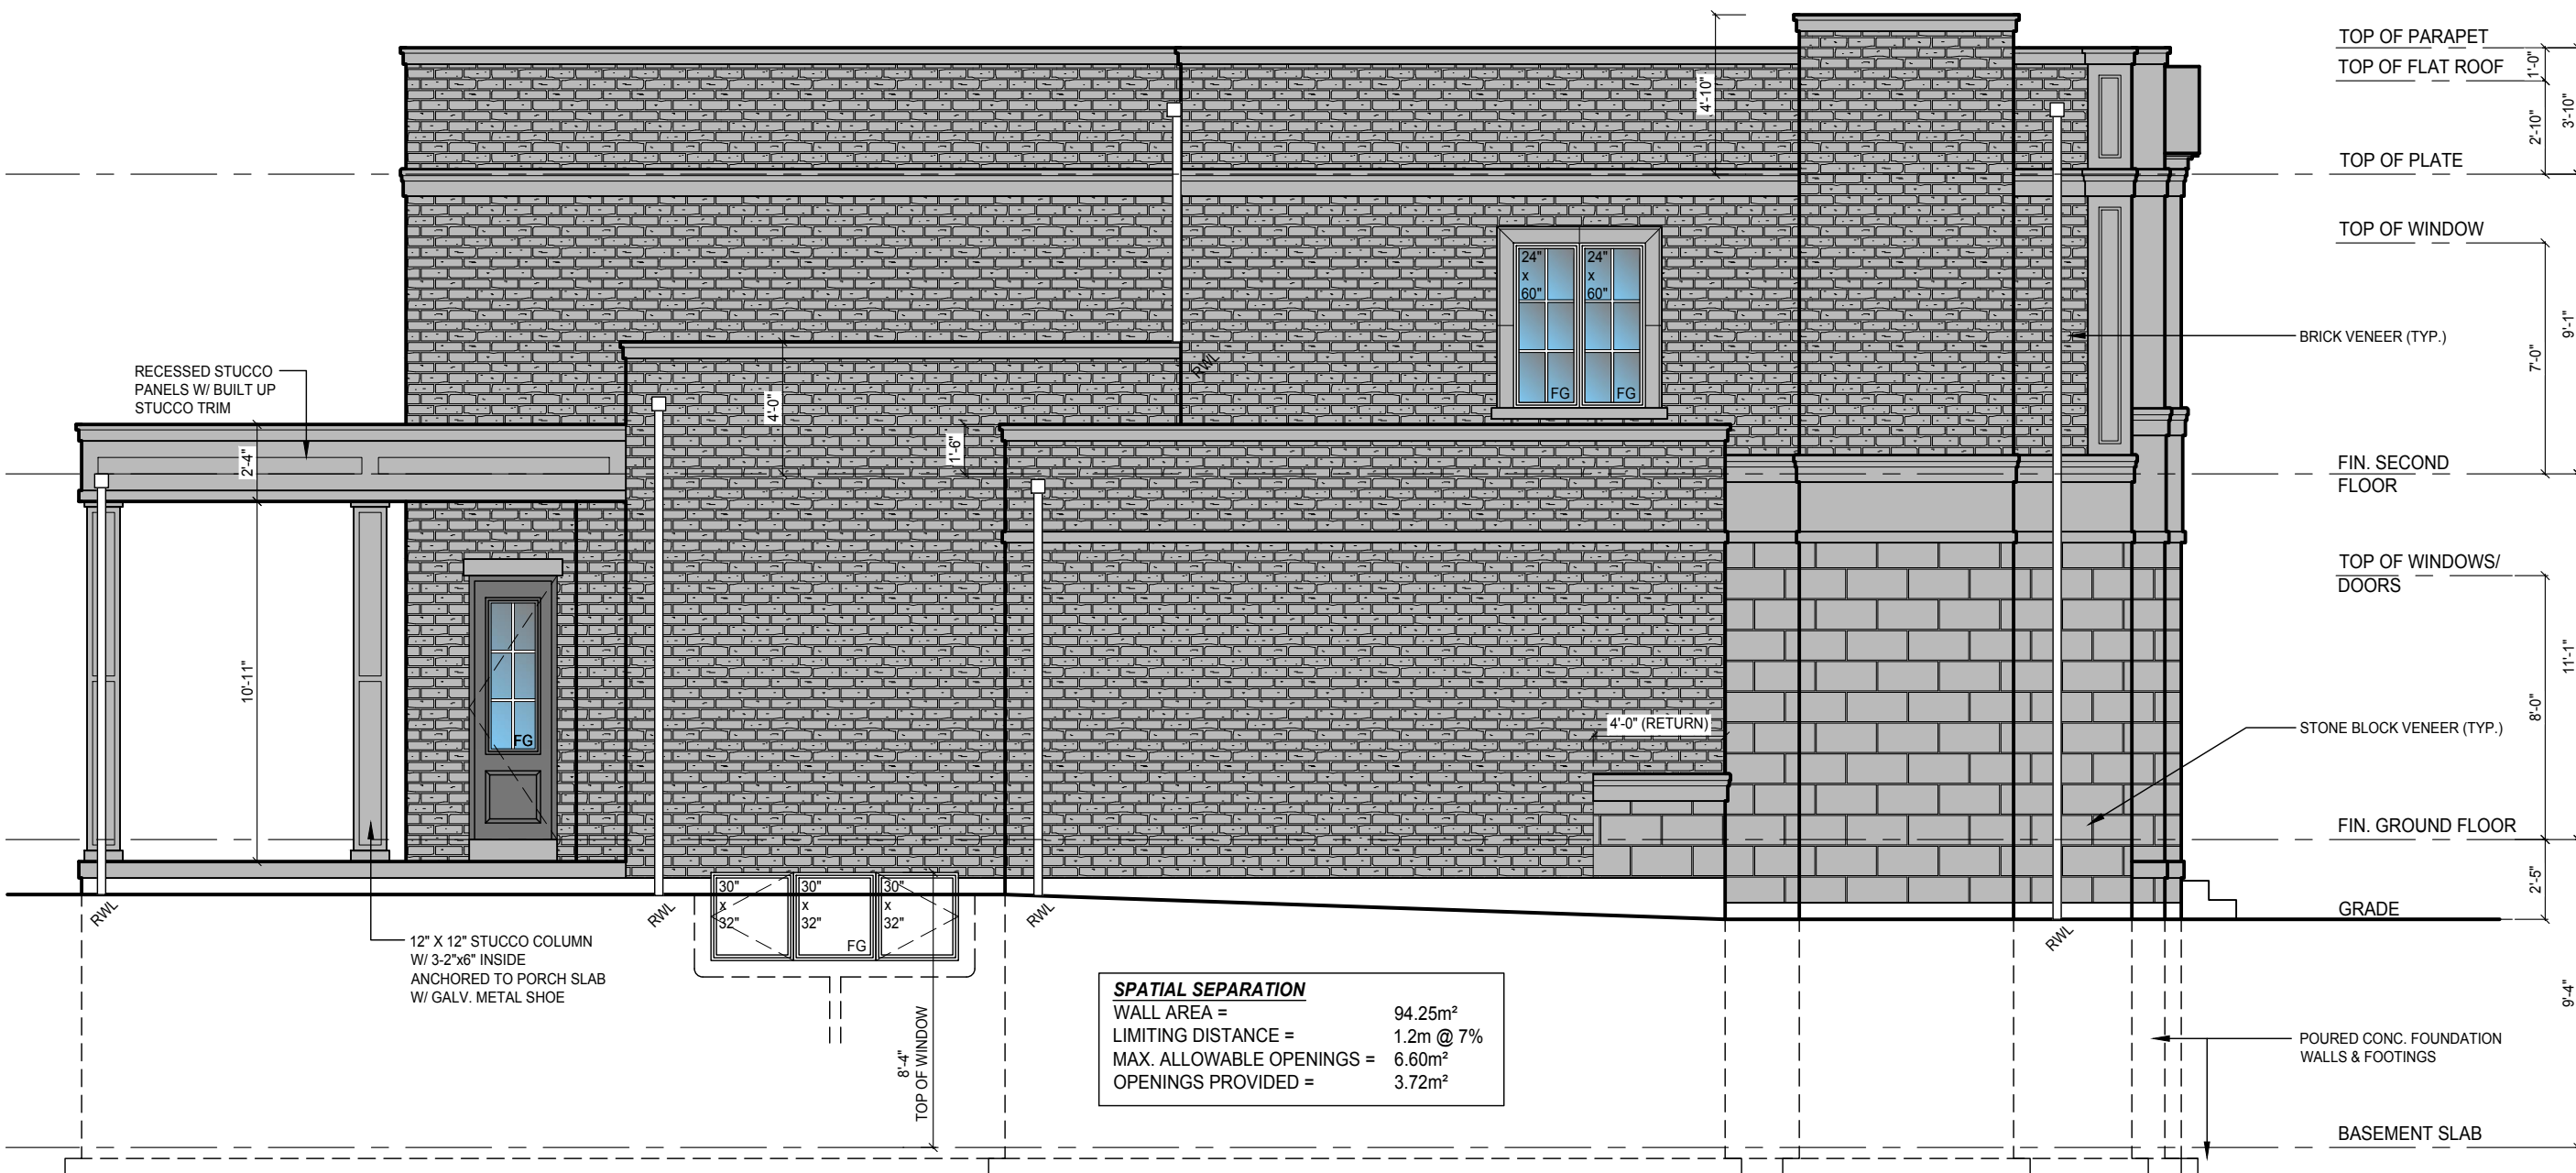 TOP OF PARAPET
1'-0"
TOP OF FLAT ROOF
2'-10"
3'-10"
4'-10"
TOP OF PLATE
TOP OF WINDOW
24"
x
60"
FG
24"
x
60"
FG
9'-1"
7'-0"
BRICK VENEER (TYP.)
RWL
RECESSED STUCCO
PANELS W/ BUILT UP
STUCCO TRIM
4'-0"
1'-6"
2'-4"
FIN. SECOND
FLOOR
TOP OF WINDOWS/
DOORS
10'-11"
FG
11'-1"
8'-0"
4'-0" (RETURN)
STONE BLOCK VENEER (TYP.)
FIN. GROUND FLOOR
2'-5"
GRADE
30"
x
32"
30"
x
32"
FG
30"
x
32"
RWL
RWL
RWL
RWL
12" X 12" STUCCO COLUMN
W/ 3-2"x6" INSIDE
ANCHORED TO PORCH SLAB
W/ GALV. METAL SHOE
8'-4"
TOP OF WINDOW
SPATIAL SEPARATION
WALL AREA = 94.25m²
LIMITING DISTANCE = 1.2m @ 7%
MAX. ALLOWABLE OPENINGS = 6.60m²
OPENINGS PROVIDED = 3.72m²
9'-4"
POURED CONC. FOUNDATION
WALLS & FOOTINGS
BASEMENT SLAB